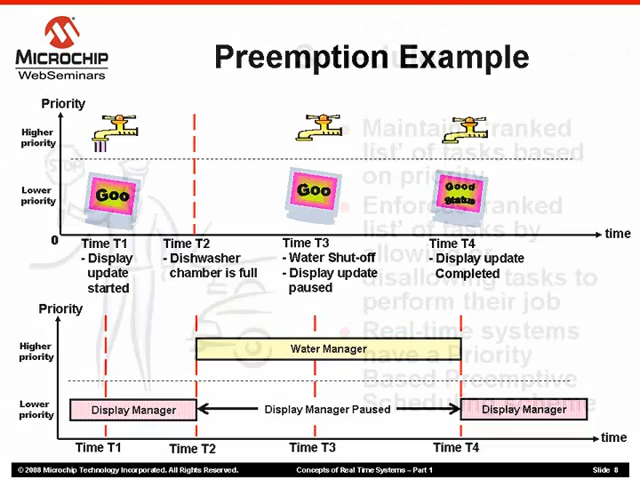 MICROCHIP
WebSeminars
Preemption Example
Priority
Higher
priority
Lower
priority
Goo
Goo
Good
Status
0
time
Time T1
- Display
update
started
Time T2
- Dishwasher
chamber is full
Time T3
- Water Shut-off
- Display update
paused
Time T4
- Display update
Completed
Maintain
ranked
list' of tasks based
on priority
Enforce
ranked
list of tasks by
allowing or
disallowing tasks to
perform their job
Real-time systems
have a Priority
Based Preemptive
Scheduling scheme
Priority
Higher
priority
Water Manager
Lower
priority
Display Manager
Display Manager Paused
Display Manager
time
Time T1
Time T2
Time T3
Time T4
© 2008 Microchip Technology Incorporated. All Rights Reserved.
Concepts of Real Time Systems – Part 1
Slide 8